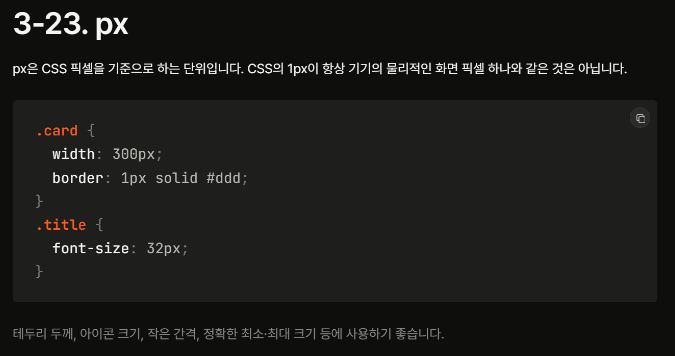 3-23. px
px은 CSS 픽셀을 기준으로 하는 단위입니다. CSS의 1px이 항상 기기의 물리적인 화면 픽셀 하나와 같은 것은 아닙니다.
.card {
  width: 300px;
  border: 1px solid #ddd;
}
.title {
  font-size: 32px;
}
테두리 두께, 아이콘 크기, 작은 간격, 정확한 최소·최대 크기 등에 사용하기 좋습니다.